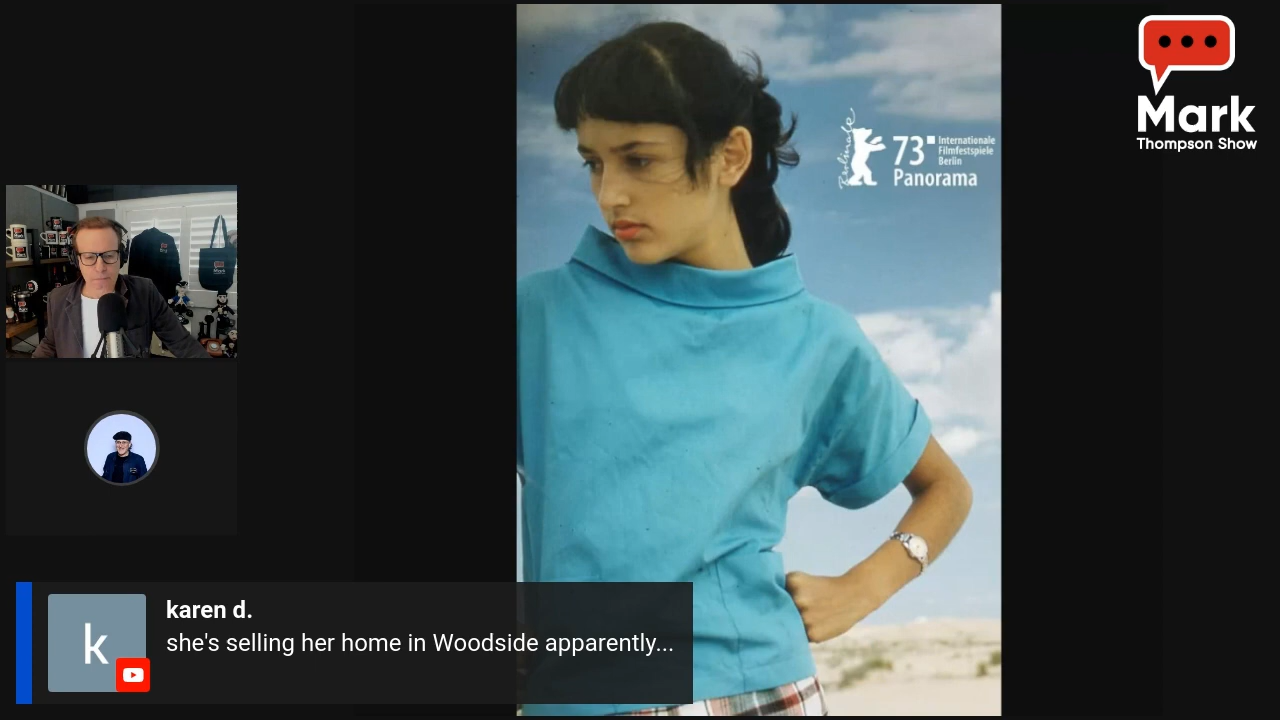 Mark
Thompson Show
Berlinale
73
Internationale
Filmfestspiele
Berlin
Panorama
k
karen d.
she's selling her home in Woodside apparently...